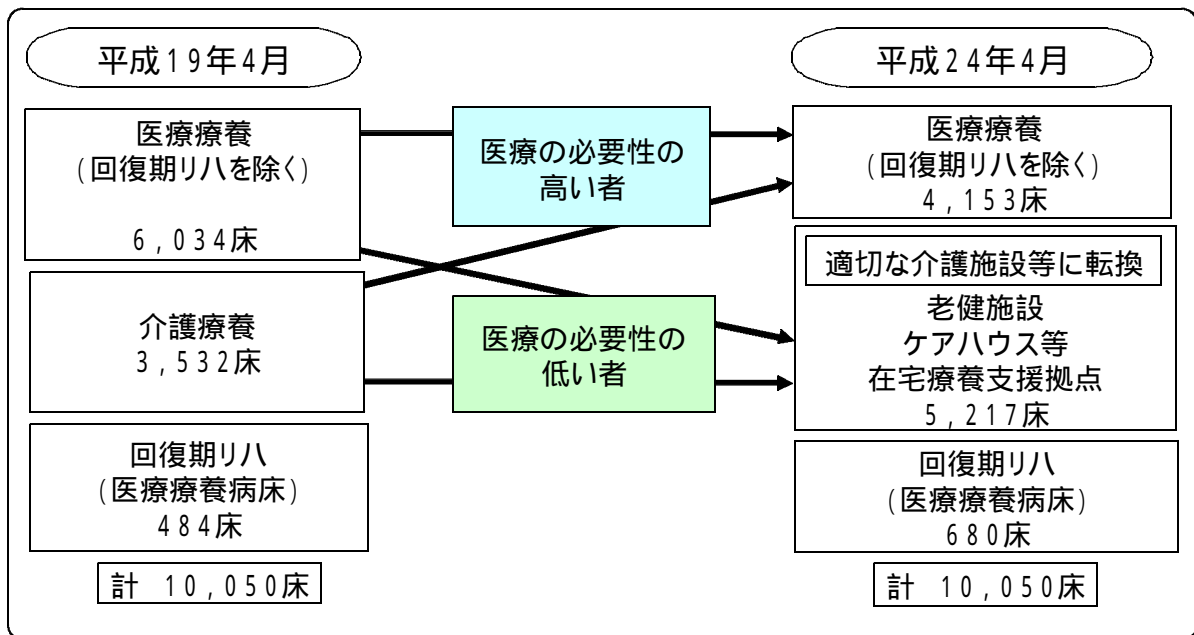 平成19年4月
医療療養
(回復期リハを除く)
6,034床
介護療養
3,532床
回復期リハ
(医療療養病床)
484床
計 10,050床
医療の必要性の
高い者
医療の必要性の
低い者
平成24年4月
医療療養
(回復期リハを除く)
4,153床
適切な介護施設等に転換
老健施設
ケアハウス等
在宅療養支援拠点
5,217床
回復期リハ
(医療療養病床)
680床
計 10,050床